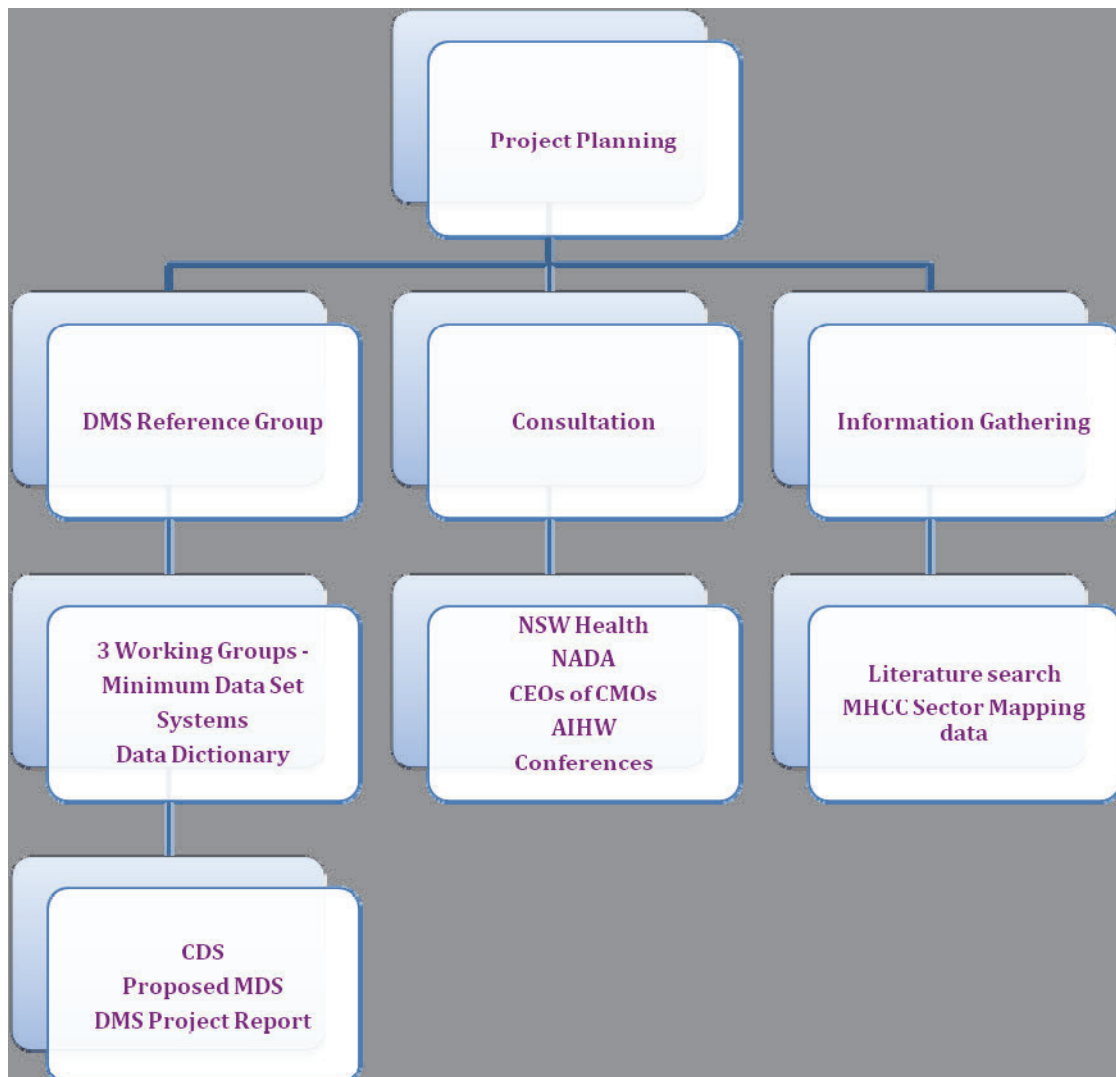 Project Planning
DMS Reference Group
Consultation
Information Gathering
3 Working Groups -
Minimum Data Set
Systems
Data Dictionary
NSW Health
NADA
CEOs of CMOs
AIHW
Conferences
Literature search
MHCC Sector Mapping
data
CDS
Proposed MDS
DMS Project Report